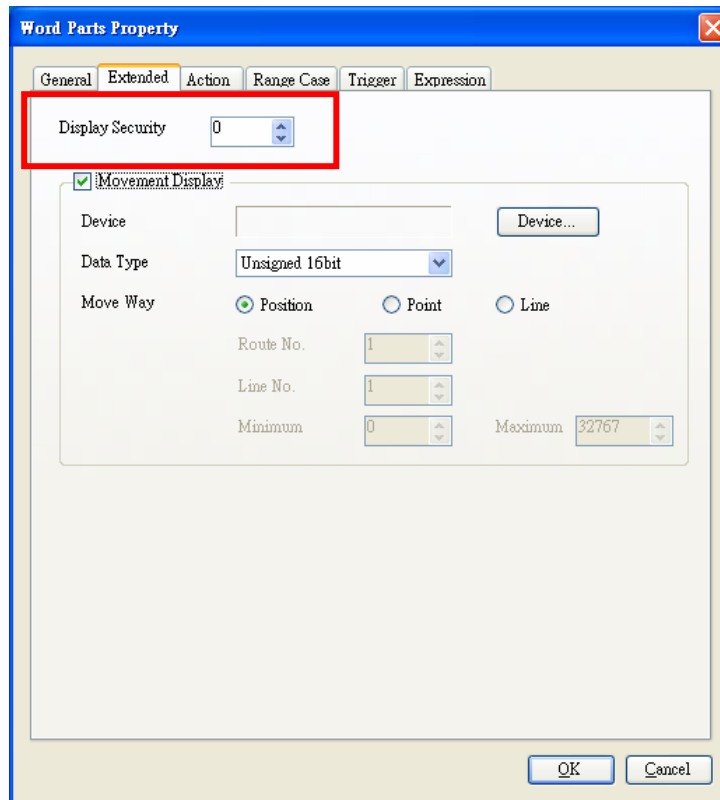 Word Parts Property
General Extended Action Range Case Trigger Expression
Display Security 0
Movement Display
Device Device...
Data Type Unsigned 16bit
Move Way Position Point Line
Route No. 1
Line No. 1
Minimum 0 Maximum 32767
OK Cancel